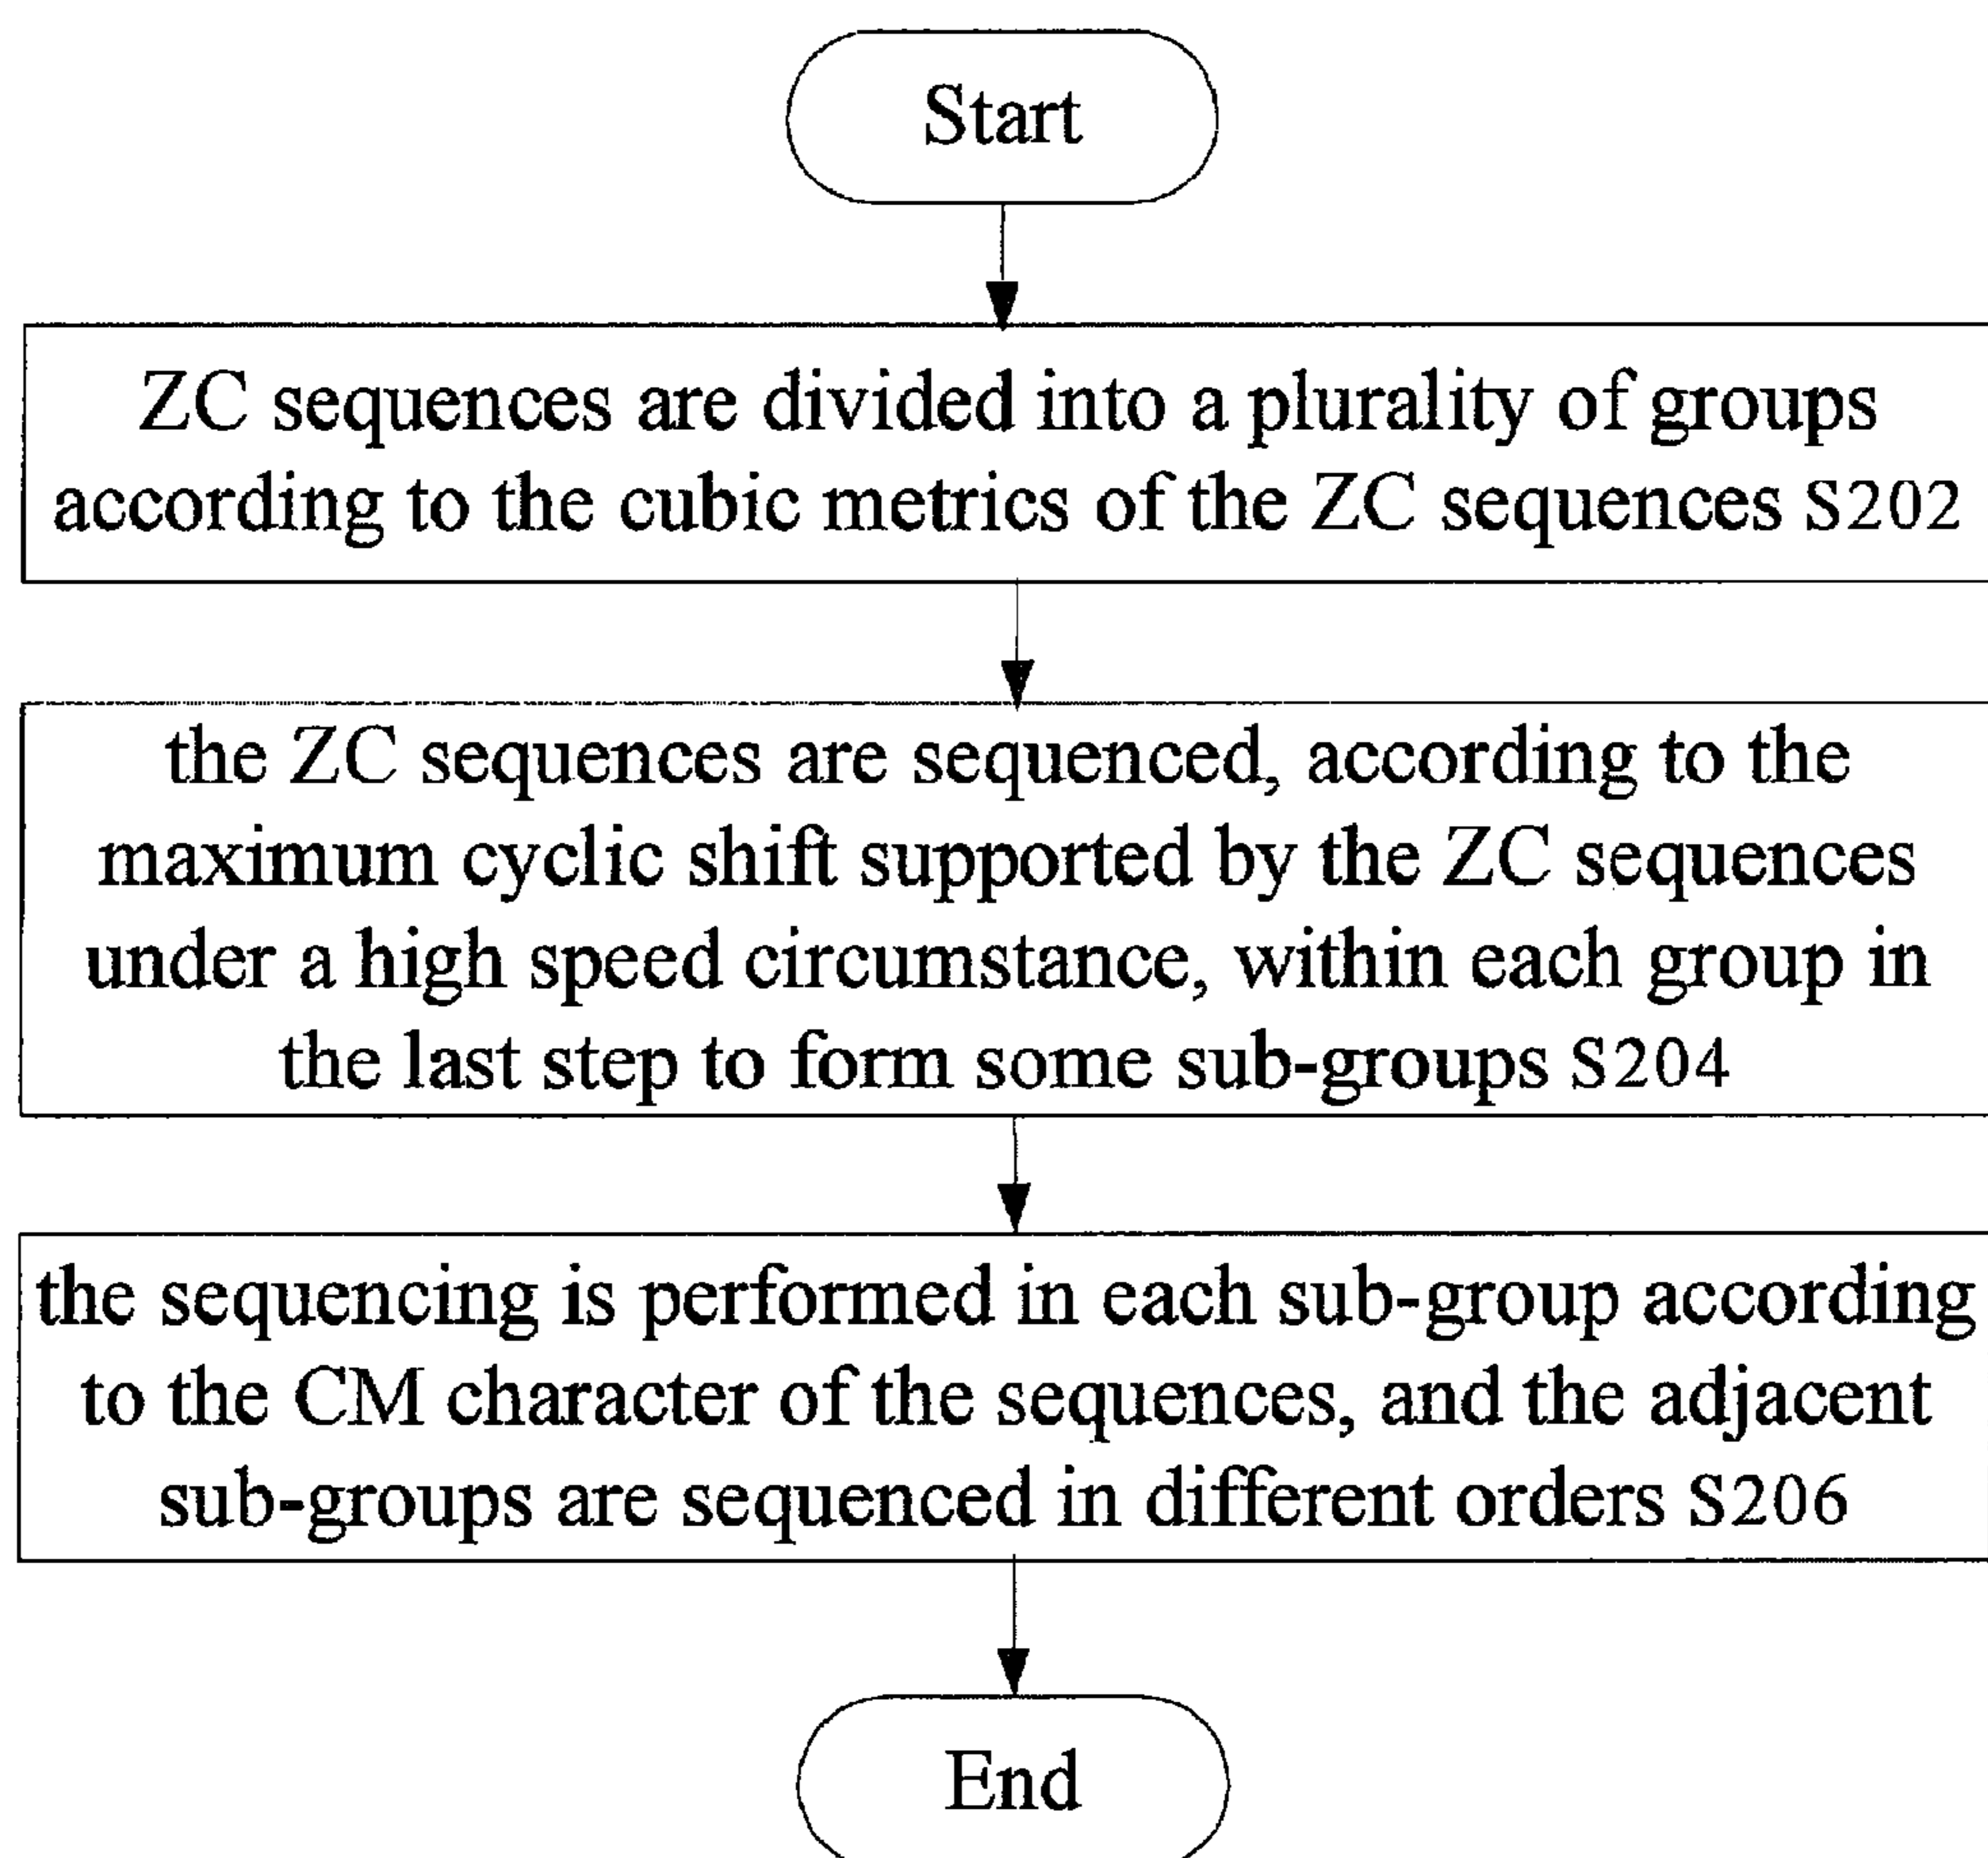 Start
ZC sequences are divided into a plurality of groups
according to the cubic metrics of the ZC sequences S202
the ZC sequences are sequenced, according to the
maximum cyclic shift supported by the ZC sequences
under a high speed circumstance, within each group in
the last step to form some sub-groups S204
the sequencing is performed in each sub-group according
to the CM character of the sequences, and the adjacent
sub-groups are sequenced in different orders S206
End